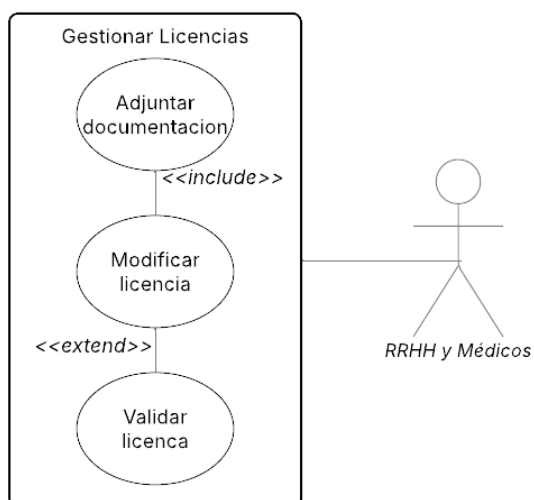 Gestionar Licencias
Adjuntar
documentacion
<<include>>
Modificar
licencia
<<extend>>
RRHH y Médicos
Validar
licenca